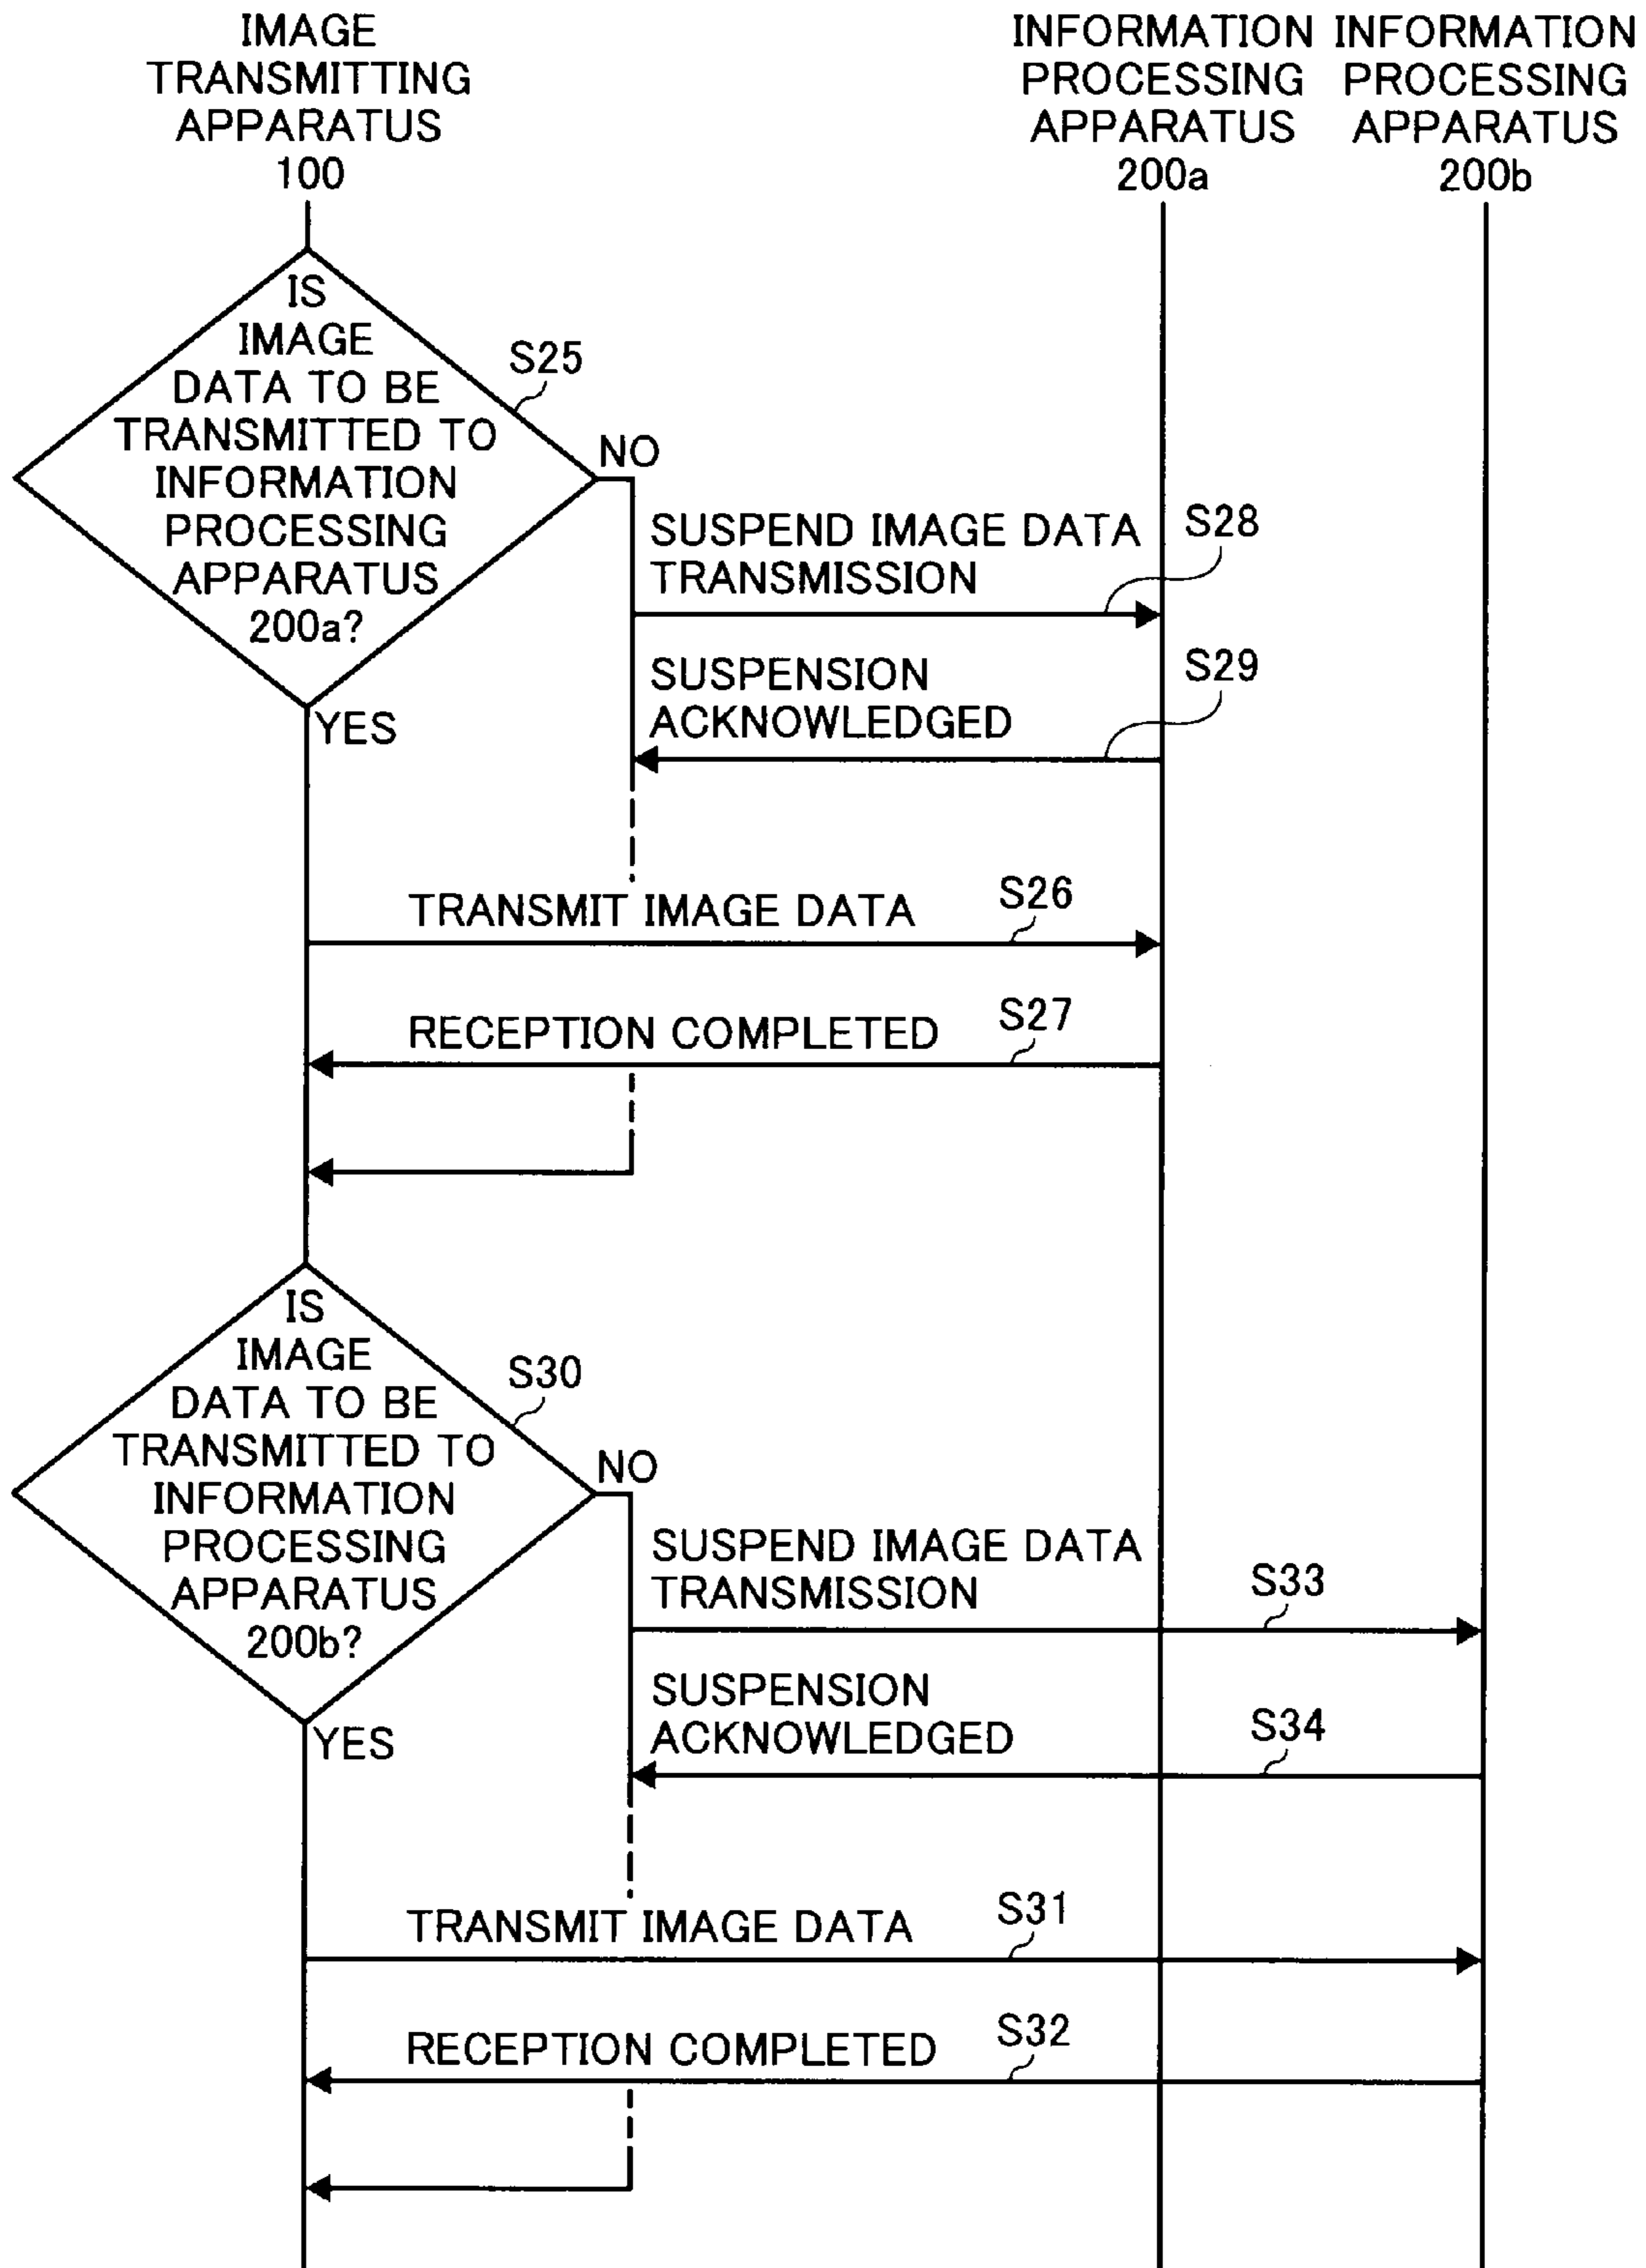 IMAGE
TRANSMITTING
APPARATUS
100
INFORMATION
PROCESSING
APPARATUS
200a
INFORMATION
PROCESSING
APPARATUS
200b
IS
IMAGE
DATA TO BE
TRANSMITTED TO
INFORMATION
PROCESSING
APPARATUS
200a?
S25
NO
SUSPEND IMAGE DATA
TRANSMISSION
S28
SUSPENSION
ACKNOWLEDGED
S29
YES
TRANSMIT IMAGE DATA
S26
RECEPTION COMPLETED
S27
IS
IMAGE
DATA TO BE
TRANSMITTED TO
INFORMATION
PROCESSING
APPARATUS
200b?
S30
NO
SUSPEND IMAGE DATA
TRANSMISSION
S33
SUSPENSION
ACKNOWLEDGED
S34
YES
TRANSMIT IMAGE DATA
S31
RECEPTION COMPLETED
S32